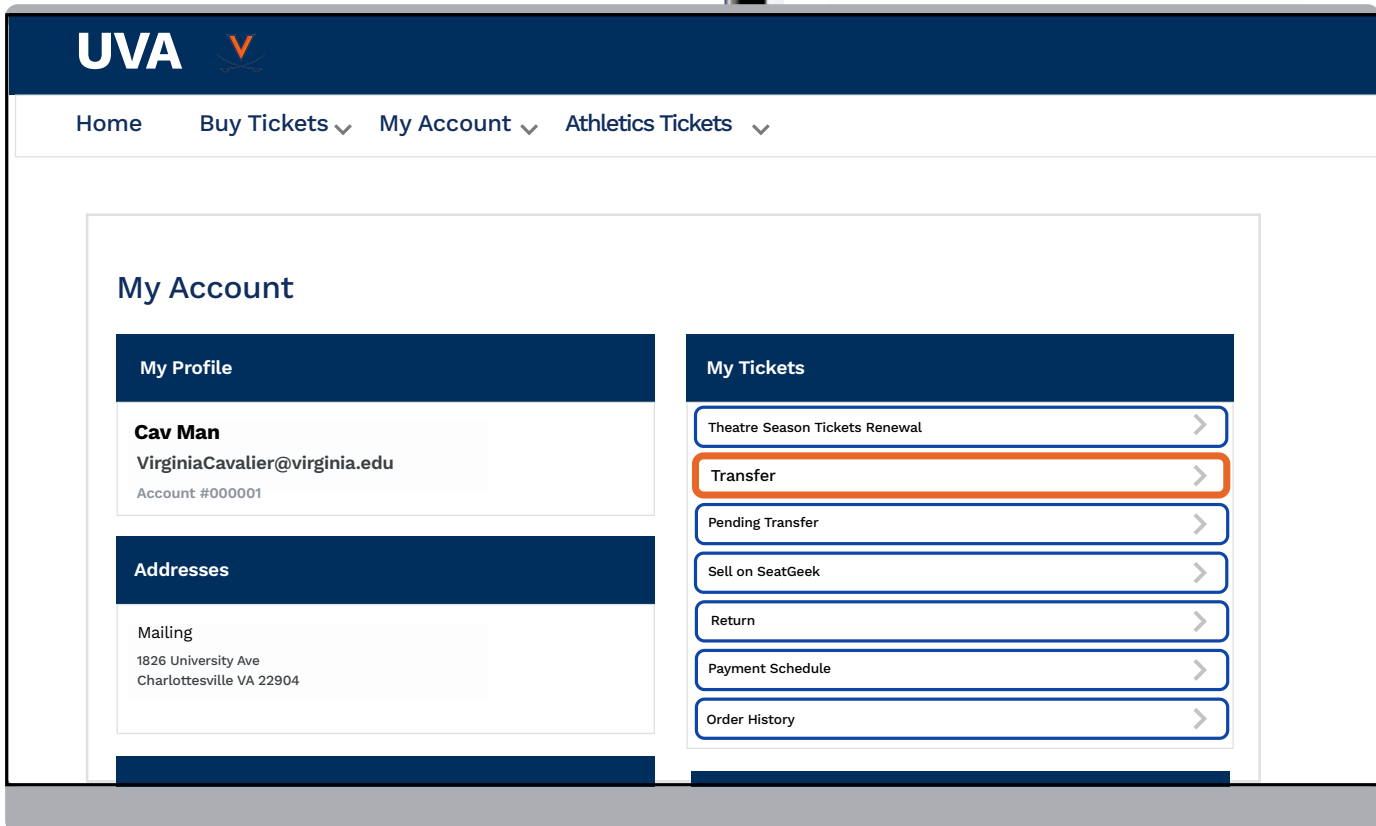 UVA
Home Buy Tickets My Account Athletics Tickets
My Account
My Profile
Cav Man
VirginiaCavalier@virginia.edu
Account #000001
Addresses
Mailing
1826 University Ave
Charlottesville VA 22904
My Tickets
Theatre Season Tickets Renewal
Transfer
Pending Transfer
Sell on SeatGeek
Return
Payment Schedule
Order History